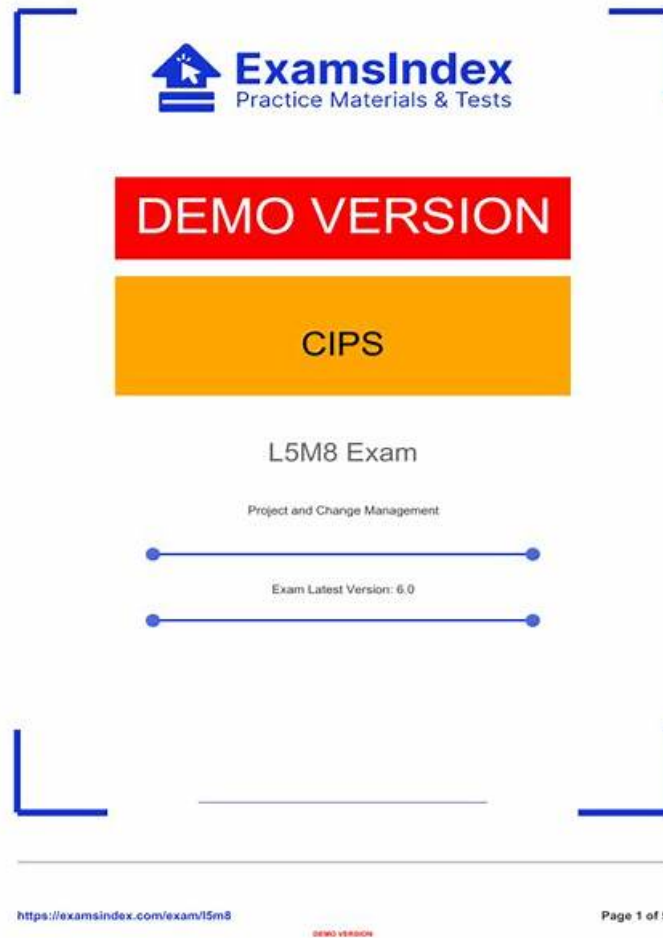 ExamsIndex
Practice Materials & Tests
DEMO VERSION
CIPS
L5M8 Exam
Project and Change Management
Exam Latest Version: 6.0
https://examsindex.com/exam/l5m8
Page 1 of 5
DEMO VERSION